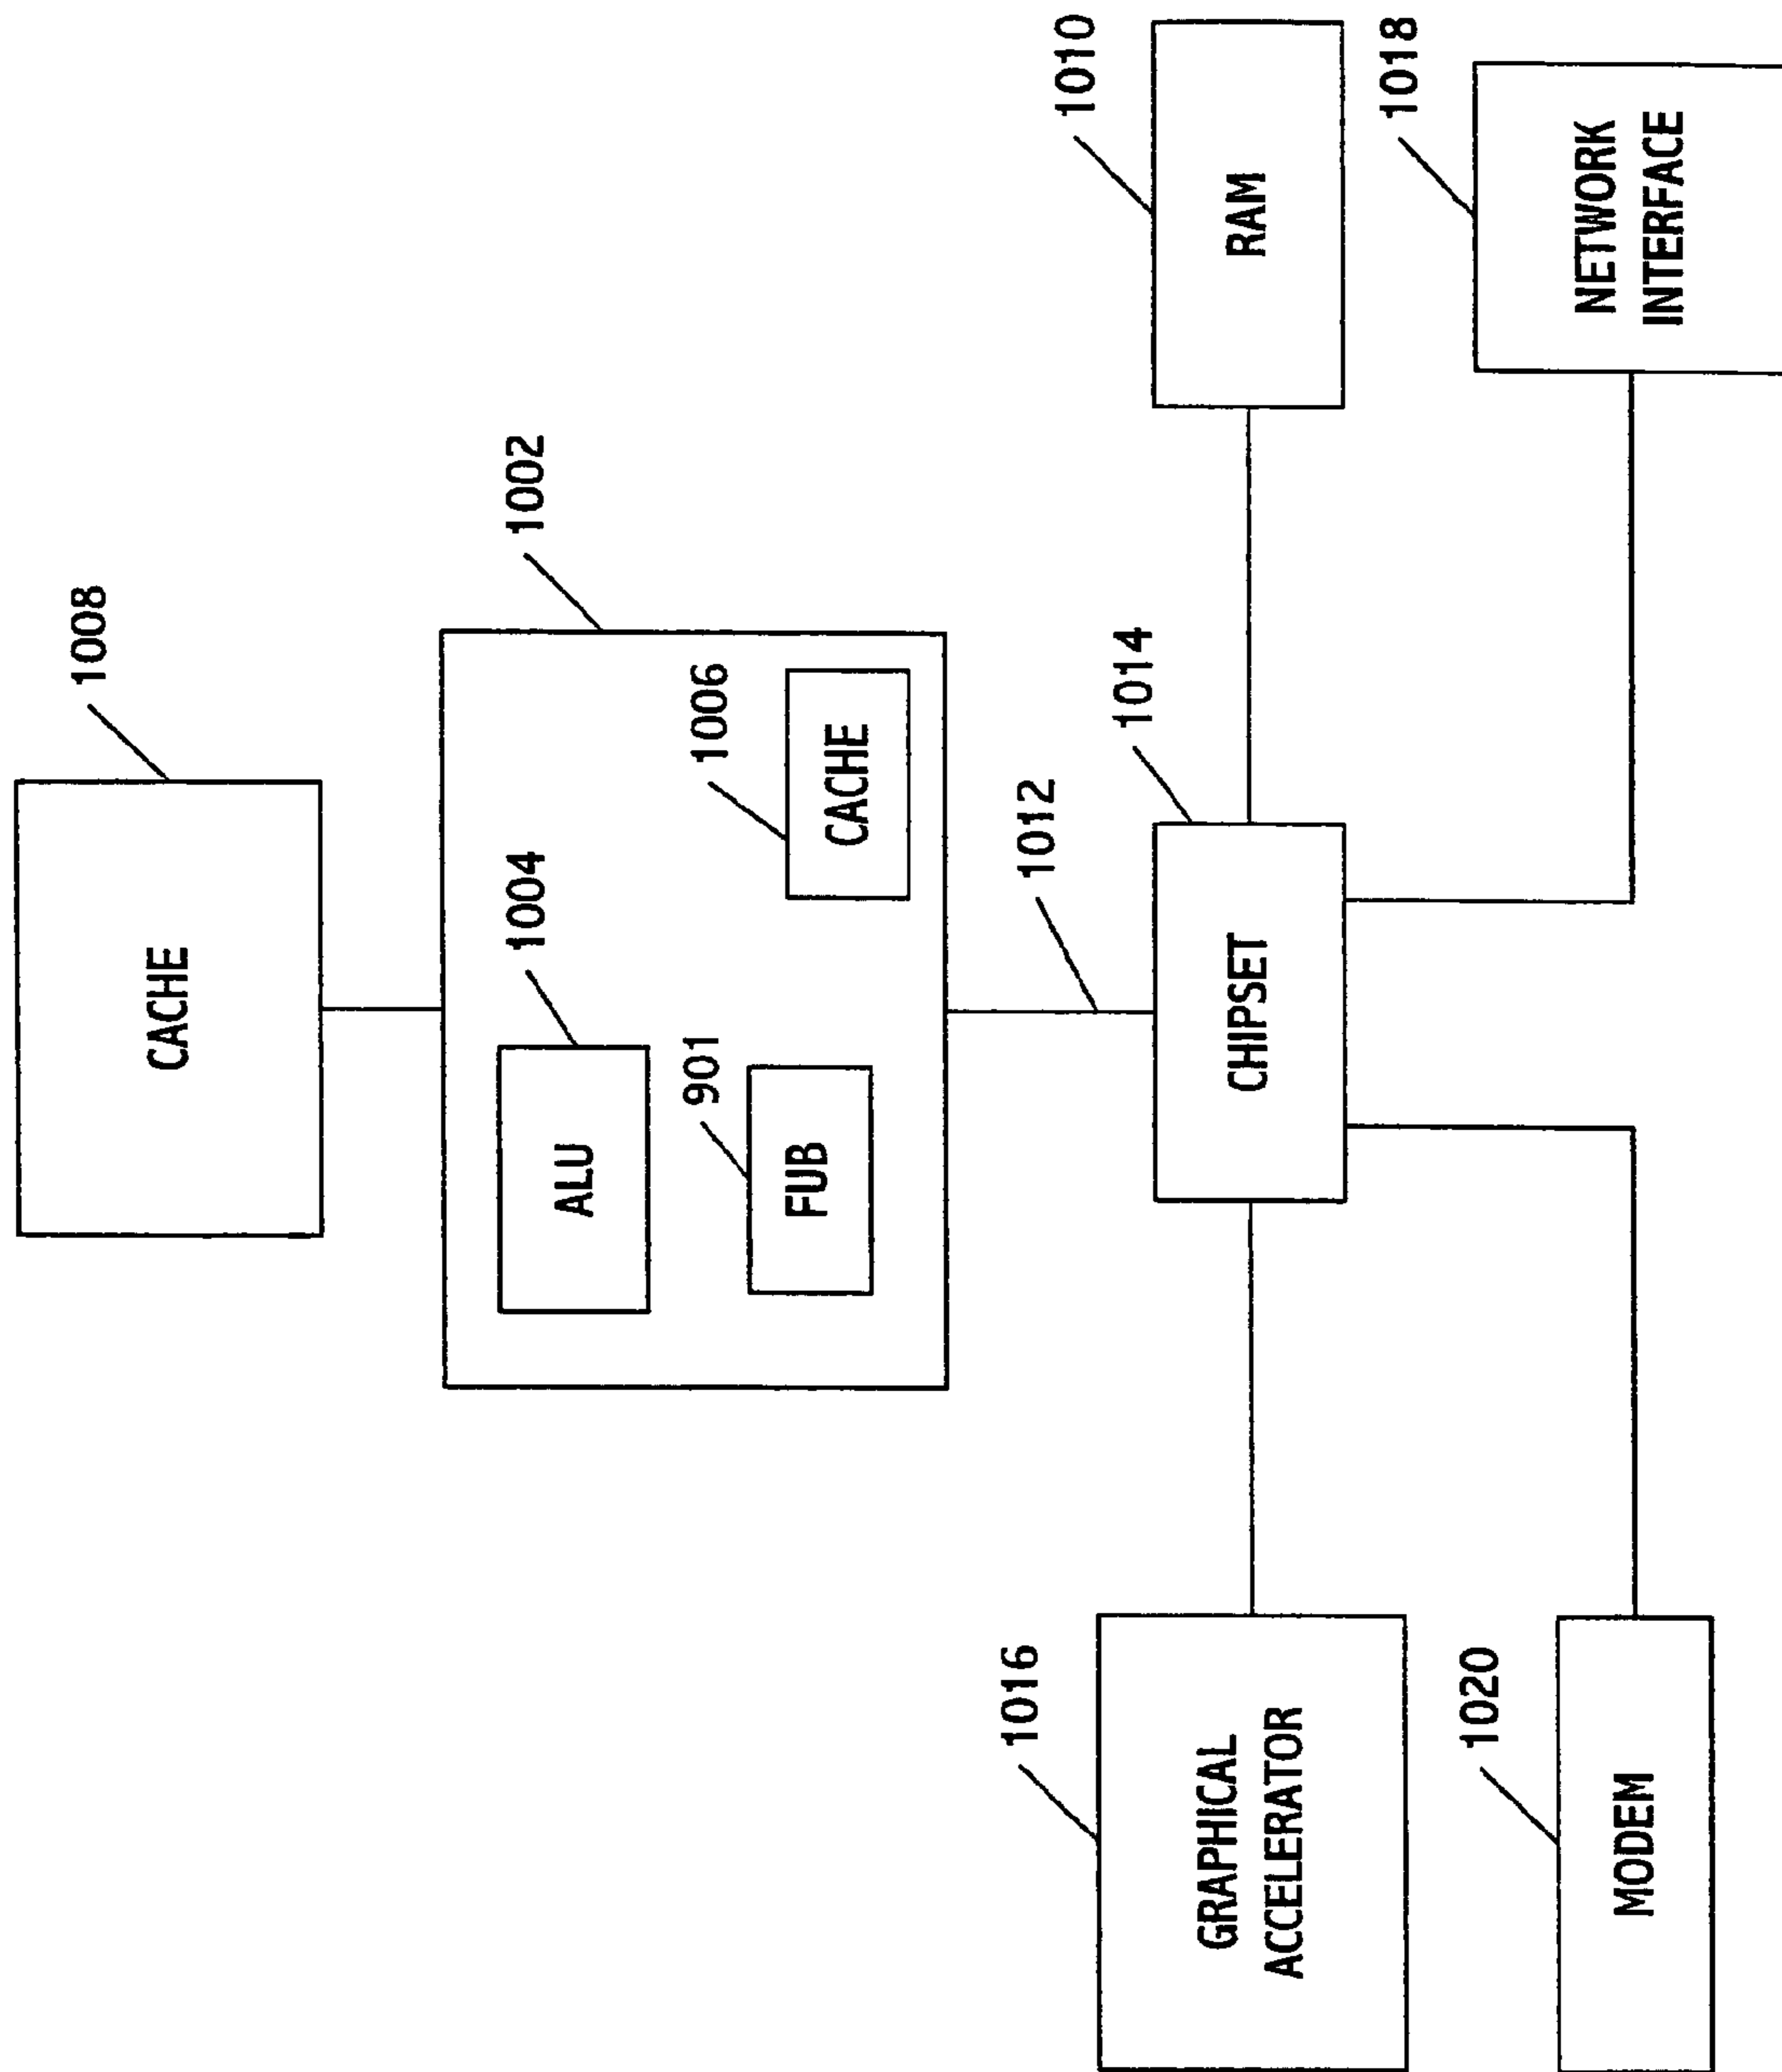 1008
CACHE
1002
1004
ALU
901
FUB
1006
CACHE
1012
1014
CHIPSET
1010
RAM
1016
GRAPHICAL
ACCELERATOR
1018
NETWORK
INTERFACE
1020
MODEM